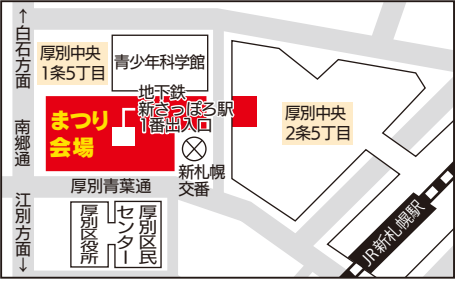 ↑白石方面
南郷通
江別方面↓
厚別中央
1条5丁目
青少年科学館
地下鉄
新さっぽろ駅
1番出入口
まつり
会場
厚別中央
2条5丁目
新札幌
交番
厚別青葉通
厚別区役所
厚別区民
センター
JR新札幌駅